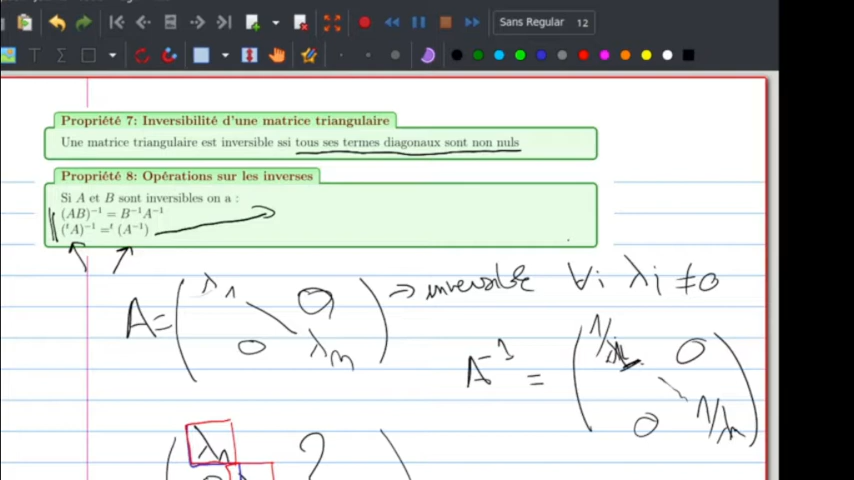 Sans Regular 12
Propriété 7: Inversibilité d'une matrice triangulaire
Une matrice triangulaire est inversible ssi tous ses termes diagonaux sont non nuls
Propriété 8: Opérations sur les inverses
Si A et B sont inversibles on a :
(AB)⁻¹ = B⁻¹A⁻¹
(ᵗA)⁻¹ =ᵗ (A⁻¹)
A = ( λ₁ 0 → inversible ∀i λi ≠ 0
0 λn )
A⁻¹ = ( 1/λ₁ 0
0 1/λn )
( λ₁ ? )